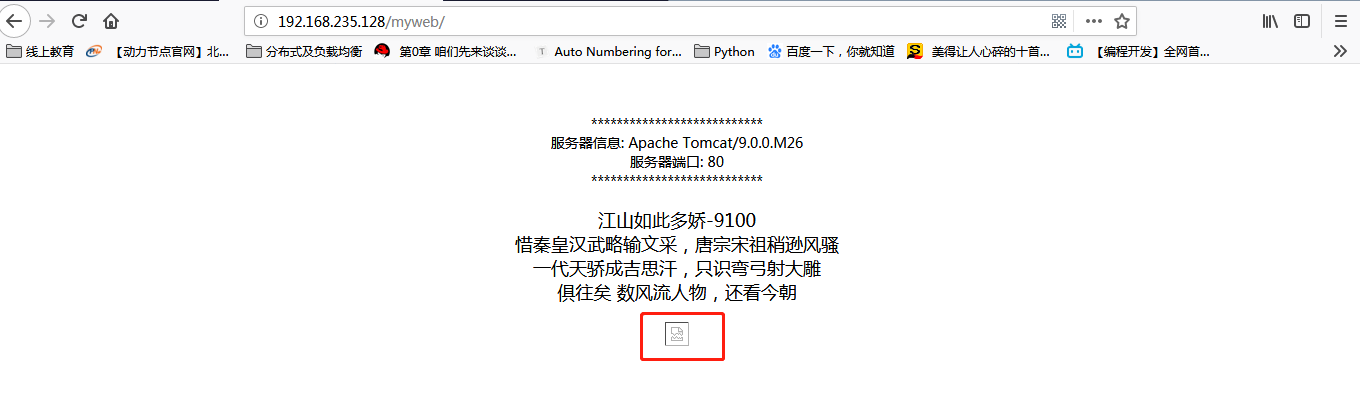 192.168.235.128/myweb/
线上教育 【动力节点官网】北... 分布式及负载均衡 第0章 咱们先来谈谈... Auto Numbering for... Python 百度一下，你就知道 美得让人心碎的十首... 【编程开发】全网首...
***************************
服务器信息: Apache Tomcat/9.0.0.M26
服务器端口: 80
***************************
江山如此多娇-9100
惜秦皇汉武略输文采，唐宗宋祖稍逊风骚
一代天骄成吉思汗，只识弯弓射大雕
俱往矣 数风流人物，还看今朝